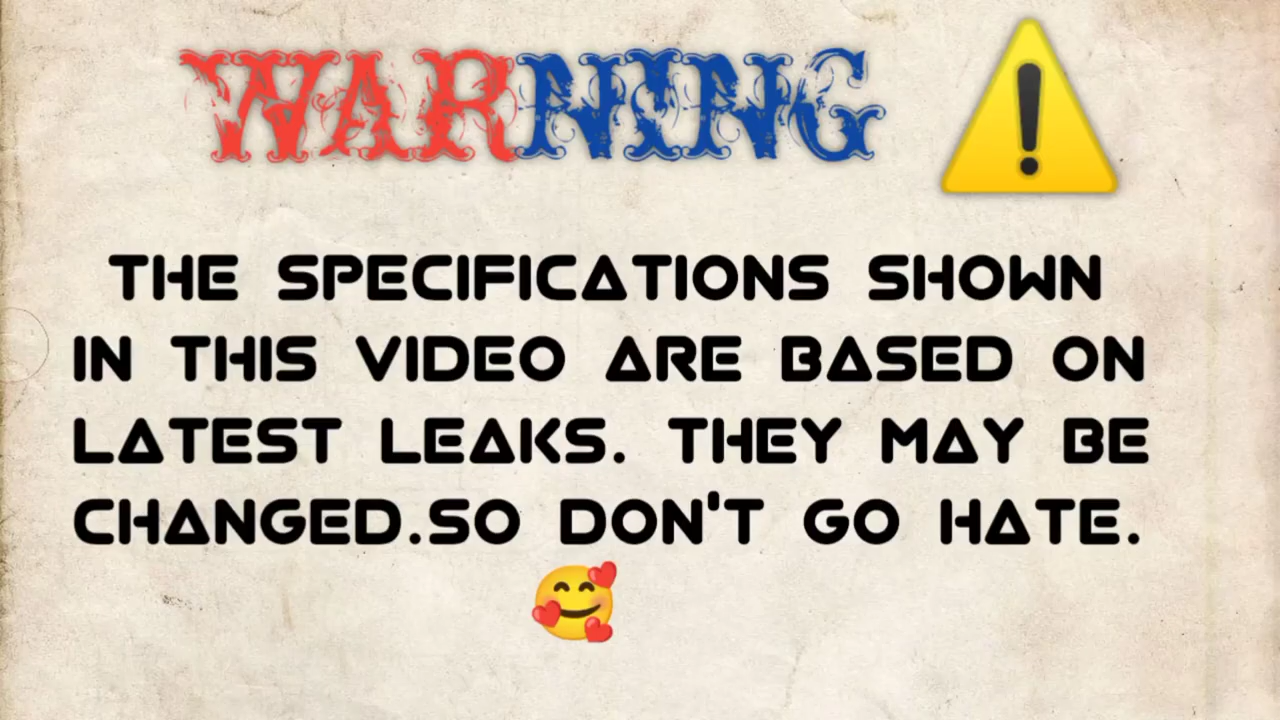 WARNING ⚠️
THE SPECIFICATIONS SHOWN
IN THIS VIDEO ARE BASED ON
LATEST LEAKS. THEY MAY BE
CHANGED.SO DON'T GO HATE.
🥰